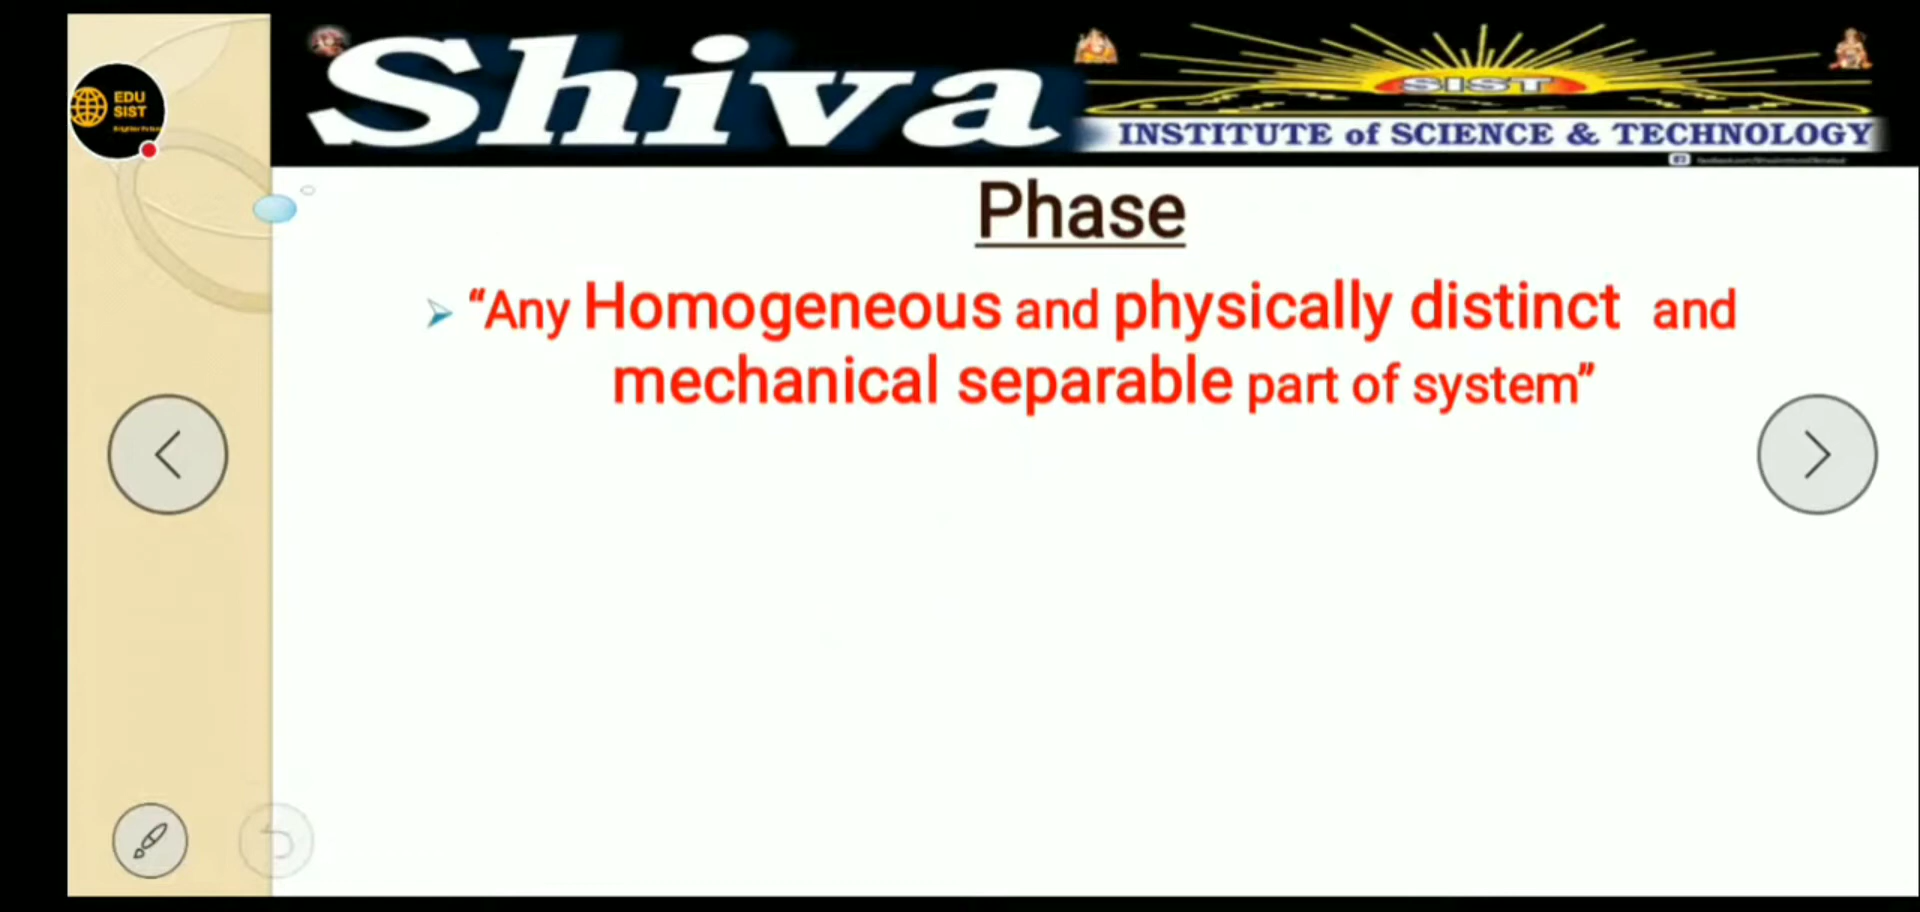 EDU
SIST
Shiva
SIST
INSTITUTE of SCIENCE & TECHNOLOGY
Phase
“Any Homogeneous and physically distinct and
mechanical separable part of system”